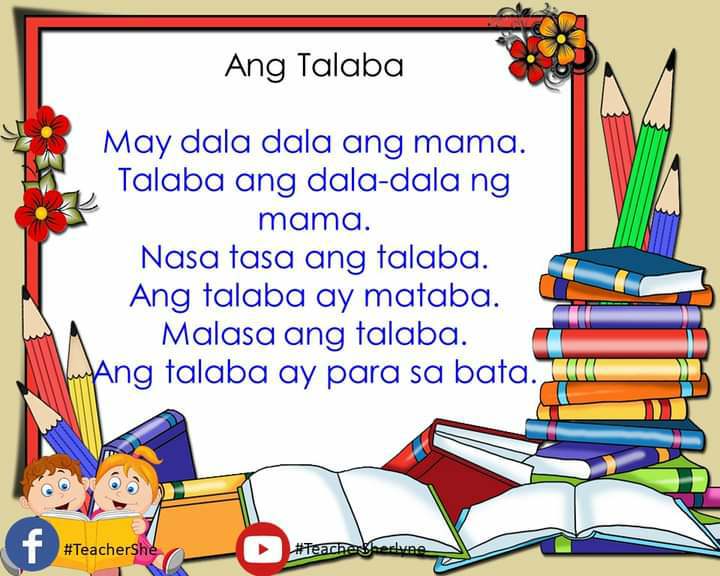 Ang Talaba
May dala dala ang mama.
Talaba ang dala-dala ng
mama.
Nasa tasa ang talaba.
Ang talaba ay mataba.
Malasa ang talaba.
Ang talaba ay para sa bata.
f #TeacherShe
#TeacherSherlyne